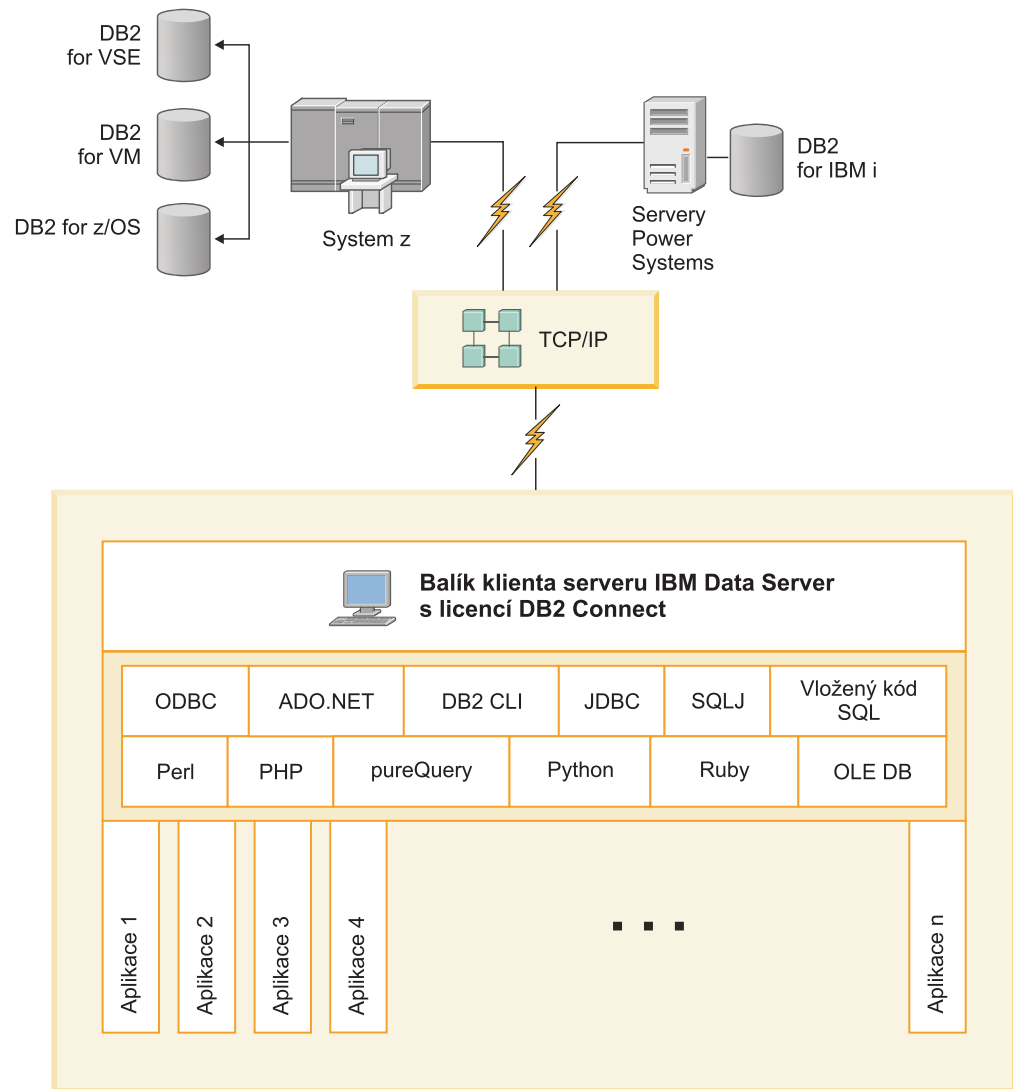 DB2
for VSE
DB2
for VM
DB2 for z/OS
System z
Servery
Power
Systems
DB2
for IBM i
TCP/IP
Balík klienta serveru IBM Data Server
s licencí DB2 Connect
ODBC
ADO.NET
DB2 CLI
JDBC
SQLJ
Vložený kód
SQL
Perl
PHP
pureQuery
Python
Ruby
OLE DB
Aplikace 1
Aplikace 2
Aplikace 3
Aplikace 4
. . .
Aplikace n